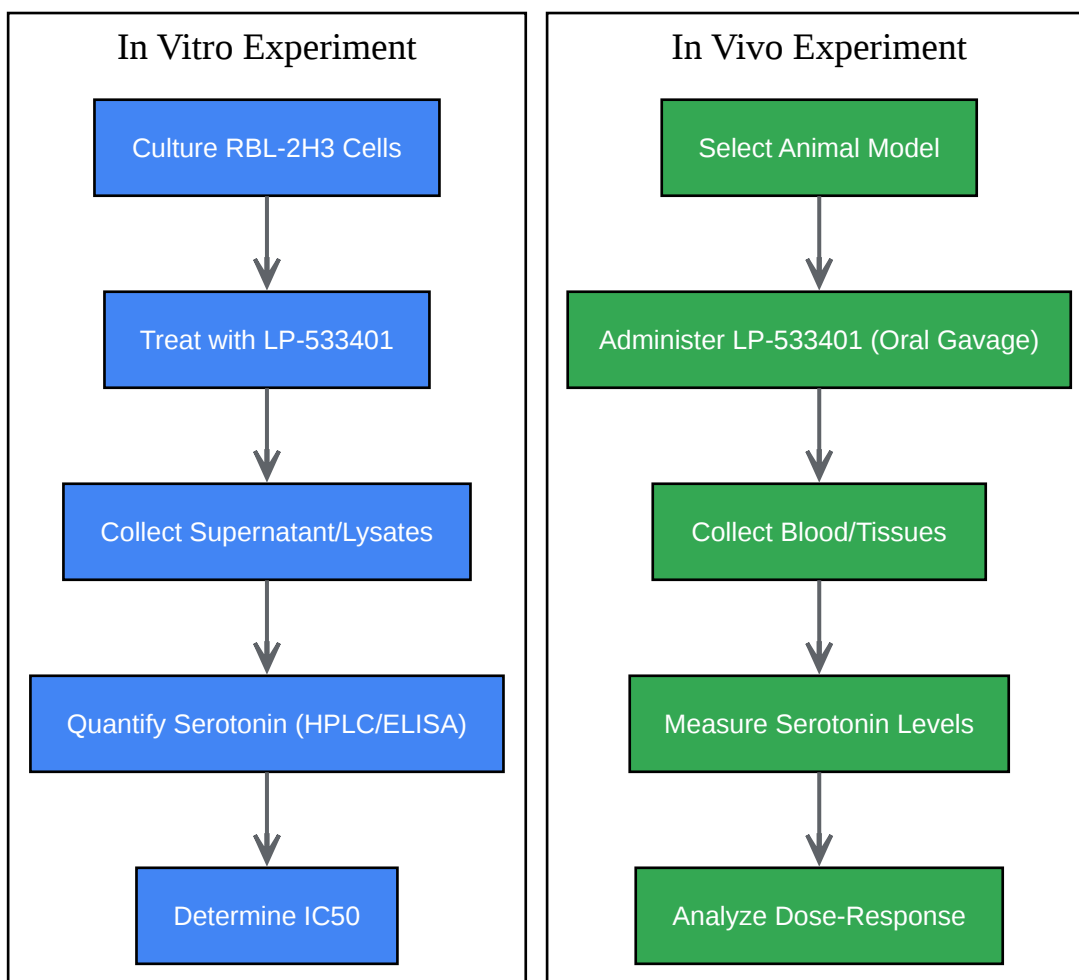 In Vitro Experiment
Culture RBL-2H3 Cells
Treat with LP-533401
Collect Supernatant/Lysates
Quantify Serotonin (HPLC/ELISA)
Determine IC50
In Vivo Experiment
Select Animal Model
Administer LP-533401 (Oral Gavage)
Collect Blood/Tissues
Measure Serotonin Levels
Analyze Dose-Response